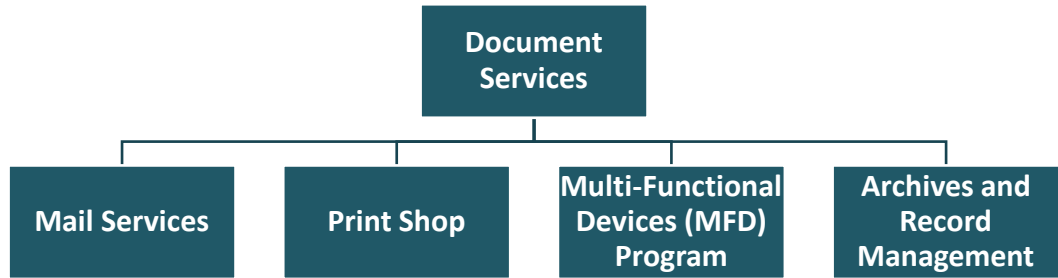 Document
Services
Mail Services
Print Shop
Multi-Functional
Devices (MFD)
Program
Archives and
Record
Management